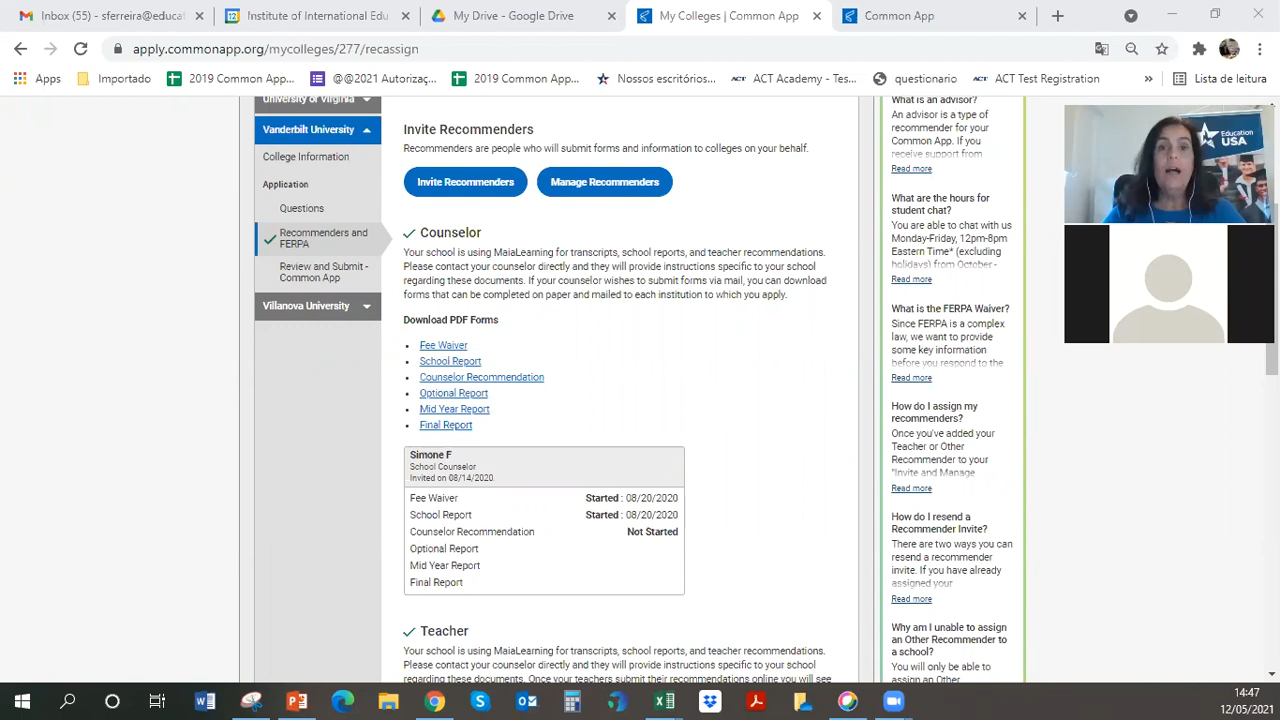 Inbox (55) - sferreira@educat
Institute of International Edu
My Drive - Google Drive
My Colleges | Common App
Common App
apply.commonapp.org/mycolleges/277/recassign
Apps
Importado
2019 Common App...
@@2021 Autorizaç...
2019 Common App...
Nossos escritórios...
ACT Academy - Tes...
questionario
ACT Test Registration
Lista de leitura
University of Virginia
Vanderbilt University
College Information
Application
Questions
Recommenders and
FERPA
Review and Submit -
Common App
Villanova University
Invite Recommenders
Recommenders are people who will submit forms and information to colleges on your behalf.
Invite Recommenders
Manage Recommenders
Counselor
Your school is using MaiaLearning for transcripts, school reports, and teacher recommendations.
Please contact your counselor directly and they will provide instructions specific to your school
regarding these documents. If your counselor wishes to submit forms via mail, you can download
forms that can be completed on paper and mailed to each institution to which you apply.
Download PDF Forms
Fee Waiver
School Report
Counselor Recommendation
Optional Report
Mid Year Report
Final Report
Simone F
School Counselor
Invited on 08/14/2020
Fee Waiver Started : 08/20/2020
School Report Started : 08/20/2020
Counselor Recommendation Not Started
Optional Report
Mid Year Report
Final Report
Teacher
Your school is using MaiaLearning for transcripts, school reports, and teacher recommendations.
Please contact your counselor directly and they will provide instructions specific to your school
regarding these documents. Once your teachers submit their recommendations online you will see
What is an advisor?
An advisor is a type of
recommender for your
Common App. If you
receive support from
Read more
What are the hours for
student chat?
You are able to chat with us
Monday-Friday, 12pm-8pm
Eastern Time* (excluding
holidays) from October -
Read more
What is the FERPA Waiver?
Since FERPA is a complex
law, we want to provide
some key information
before you respond to the
Read more
How do I assign my
recommenders?
Once you've added your
Teacher or Other
Recommender to your
"Invite and Manage
Read more
How do I resend a
Recommender Invite?
There are two ways you can
resend a recommender
invite. If you have already
assigned your
Read more
Why am I unable to assign
an Other Recommender to
a school?
You will only be able to
assign an Other
Education
USA
14:47
12/05/2021